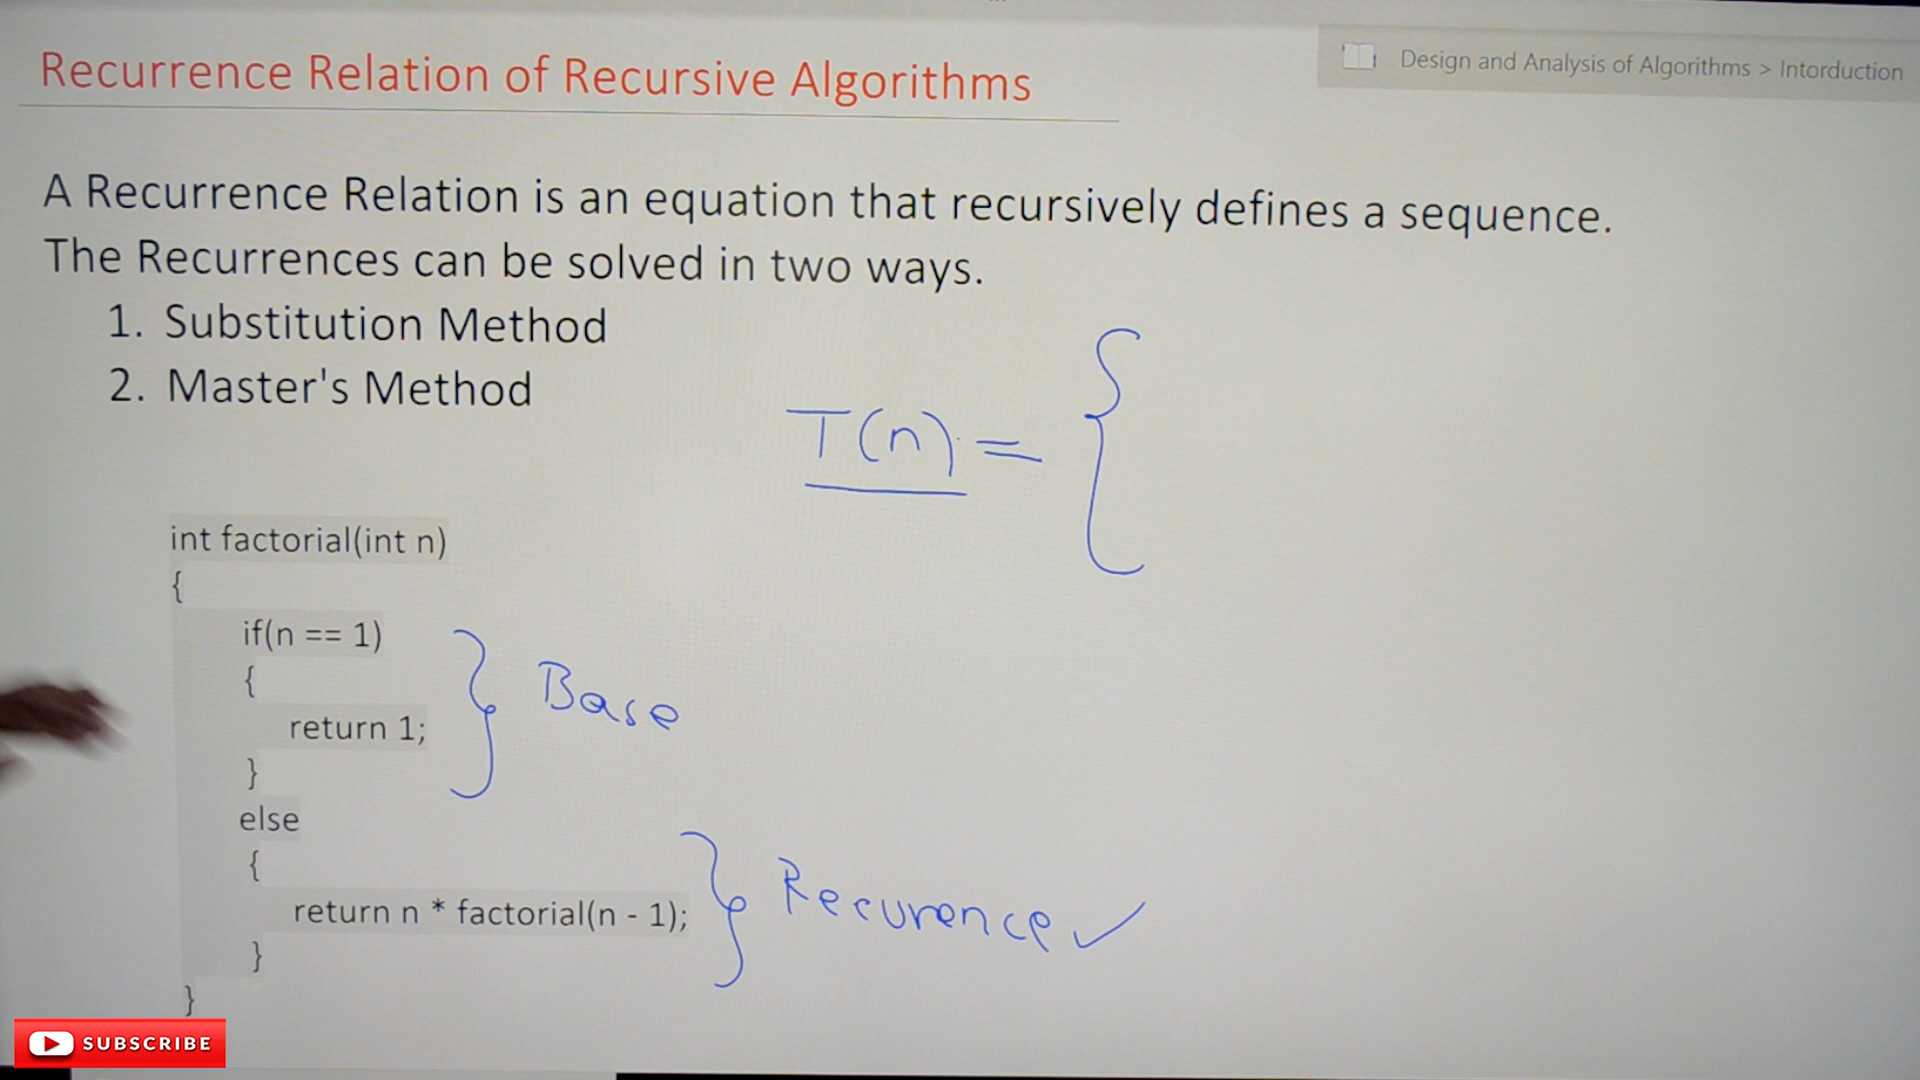 Recurrence Relation of Recursive Algorithms
Design and Analysis of Algorithms > Intorduction
A Recurrence Relation is an equation that recursively defines a sequence.
The Recurrences can be solved in two ways.
1. Substitution Method
2. Master's Method
T(n) = {
int factorial(int n)
{
if(n == 1)
{
return 1;
}
} Base
else
{
return n * factorial(n - 1);
}
} Recurence ✓
}
SUBSCRIBE